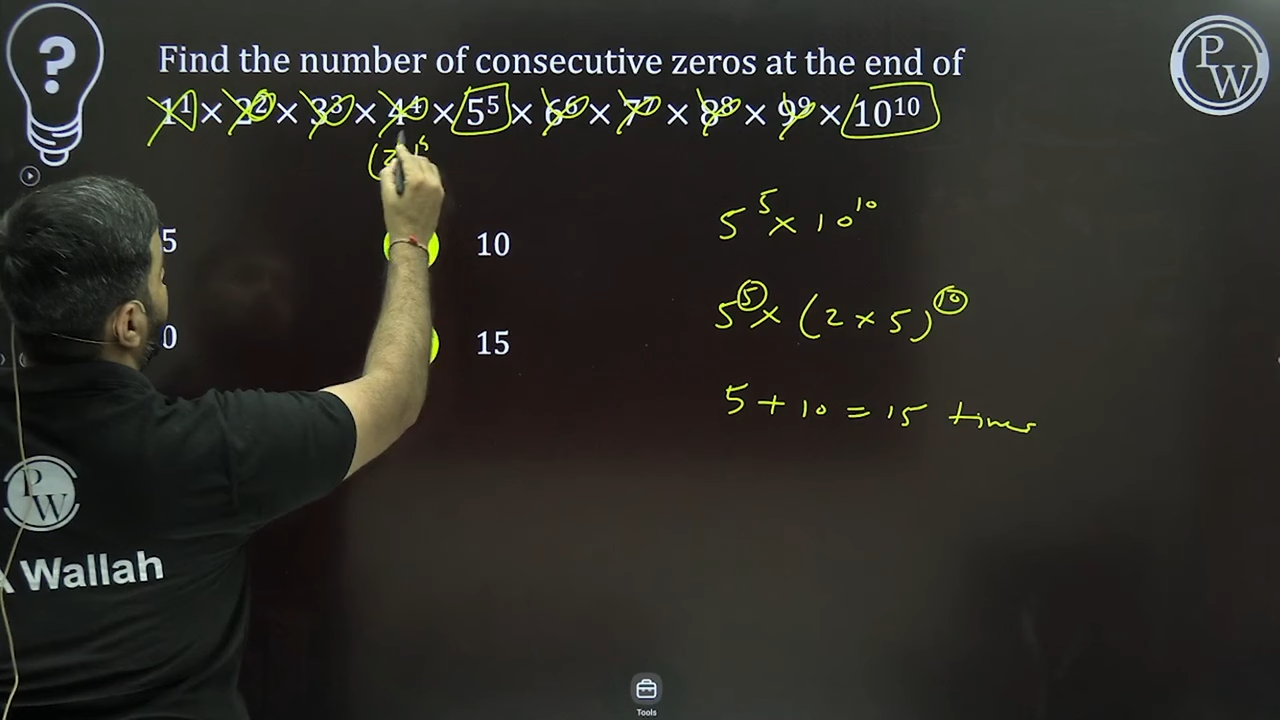 ?
Find the number of consecutive zeros at the end of
P
W
1¹ × 2² × 3³ × 4⁴ × 5⁵ × 6⁶ × 7⁷ × 8⁸ × 9⁹ × 10¹⁰
5⁵ × 10¹⁰
5
10
5⁵ × (2 × 5)¹⁰
0
15
5 + 10 = 15 times
P
W
Wallah
Tools